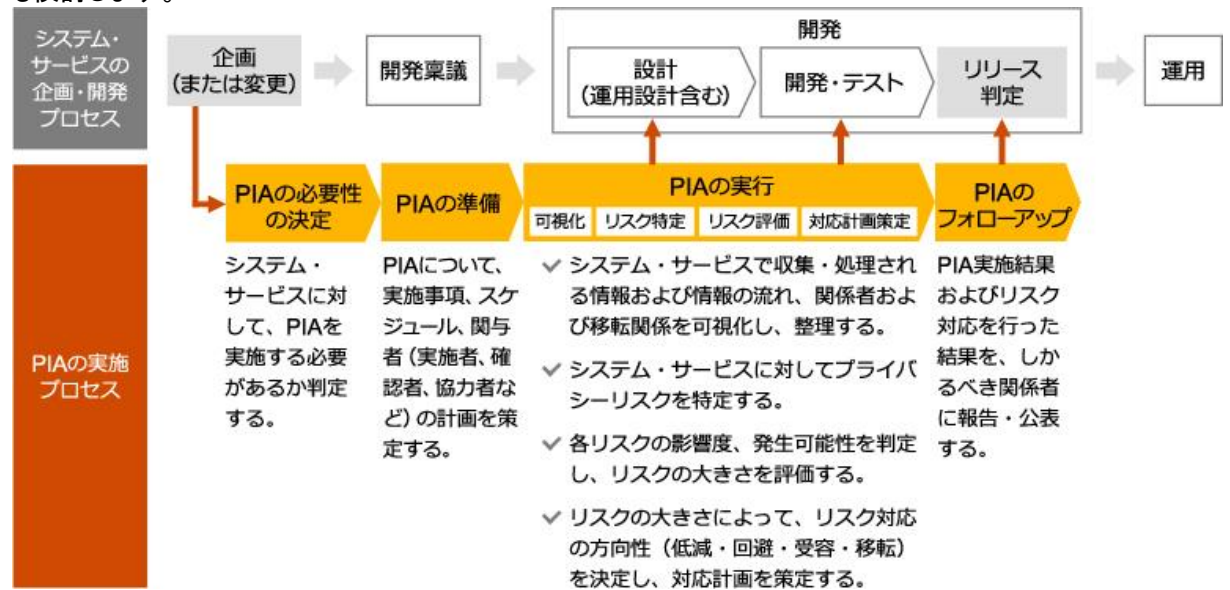 システム・
サービスの
企画・開発
プロセス
企画
(または変更)
開発稟議
開発
設計
(運用設計含む)
開発・テスト
リリース
判定
運用
PIAの実施
プロセス
PIAの必要性
の決定
PIAの準備
PIAの実行
可視化
リスク特定
リスク評価
対応計画策定
PIAの
フォローアップ
システム・
サービスに対
して、PIAを
実施する必要
があるか判定
する。
PIAについて、
実施事項、スケ
ジュール、関与
者(実施者、確
認者、協力者な
ど)の計画を策
定する。
システム・サービスで収集・処理され
る情報および情報の流れ、関係者およ
び移転関係を可視化し、整理する。
システム・サービスに対してプライバ
シーリスクを特定する。
各リスクの影響度、発生可能性を判定
し、リスクの大きさを評価する。
リスクの大きさによって、リスク対応
の方向性(低減・回避・受容・移転)
を決定し、対応計画を策定する。
PIA実施結果
およびリスク
対応を行った
結果を、しか
るべき関係者
に報告・公表
する。